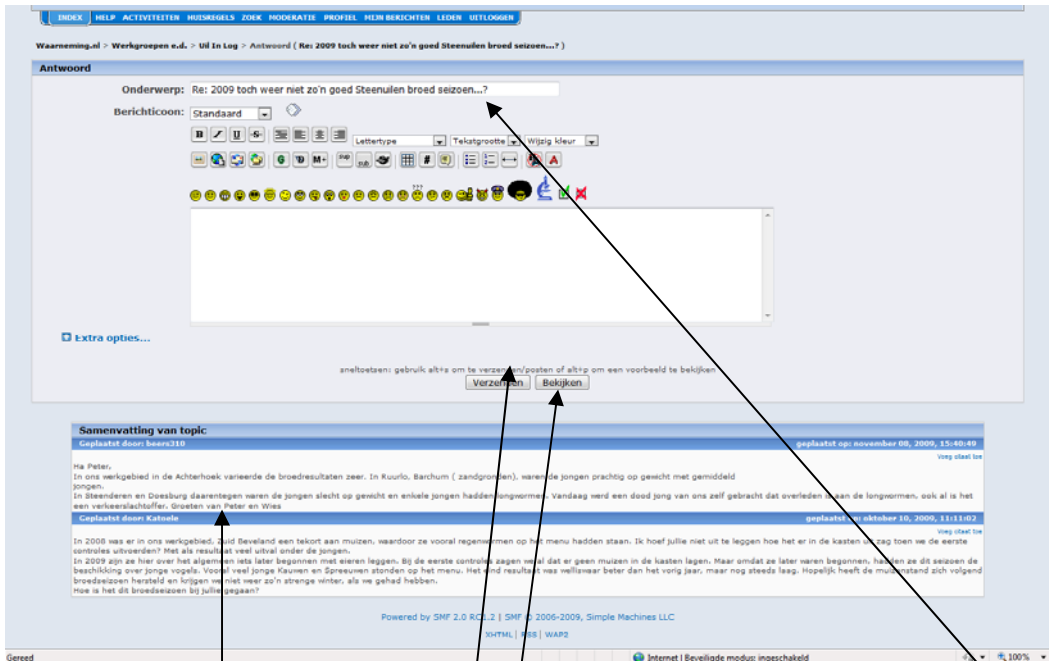 INDEX HELP ACTIVITEITEN HUISREGELS ZOEK MODERATIE PROFIEL MIJN BERICHTEN LEDEN UITLOGGEN
Waarneming.nl > Werkgroepen e.d. > Uil In Log > Antwoord ( Re: 2009 toch weer niet zo'n goed Steenuilen broed seizoen...? )
Antwoord
Onderwerp: Re: 2009 toch weer niet zo'n goed Steenuilen broed seizoen...?
Berichticoon: Standaard
B I U S Lettertype Tekstgrootte Wijzig kleur
M sup sub # A
Extra opties...
sneltoetsen: gebruik alt+s om te verzenden/posten of alt+p om een voorbeeld te bekijken
Verzenden Bekijken
Samenvatting van topic
Geplaatst door: beers310 geplaatst op: november 08, 2009, 15:40:49
Voeg citaat toe
Ha Peter,
In ons werkgebied in de Achterhoek varieerde de broedresultaten zeer. In Ruurlo, Barchum ( zandgronden), waren de jongen prachtig op gewicht met gemiddeld
jongen.
In Steenderen en Doesburg daarentegen waren de jongen slecht op gewicht en enkele jongen hadden longwormen. Vandaag werd een dood jong van ons zelf gebracht dat overleden is aan de longwormen, ook al is het
een verkeerslachtoffer. Groeten van Peter en Wies
Geplaatst door: Katoele geplaatst op: oktober 10, 2009, 11:11:02
Voeg citaat toe
In 2008 was er in ons werkgebied, Zuid Beveland een tekort aan muizen, waardoor ze vooral regenwormen op het menu hadden staan. Ik hoef jullie niet uit te leggen hoe het er in de kasten uit zag toen we de eerste
controles uitvoerden? Met als resultaat veel uitval onder de jongen.
In 2009 zijn ze hier over het algemeen iets later begonnen met eieren leggen. Bij de eerste controles zagen we al dat er geen muizen in de kasten lagen. Maar omdat ze later waren begonnen, hadden ze dit seizoen de
beschikking over jonge vogels. Vooral veel jonge Kauwen en Spreeuwen stonden op het menu. Het eind resultaat was welliswaar beter dan het vorig jaar, maar nog steeds laag. Hopelijk heeft de muizenstand zich volgend
broedseizoen hersteld en krijgen we niet weer zo'n strenge winter, als we gehad hebben.
Hoe is het dit broedseizoen bij jullie gegaan?
Powered by SMF 2.0 RC1.2 | SMF © 2006-2009, Simple Machines LLC
XHTML | RSS | WAP2
Gereed Internet | Beveiligde modus: ingeschakeld 100%